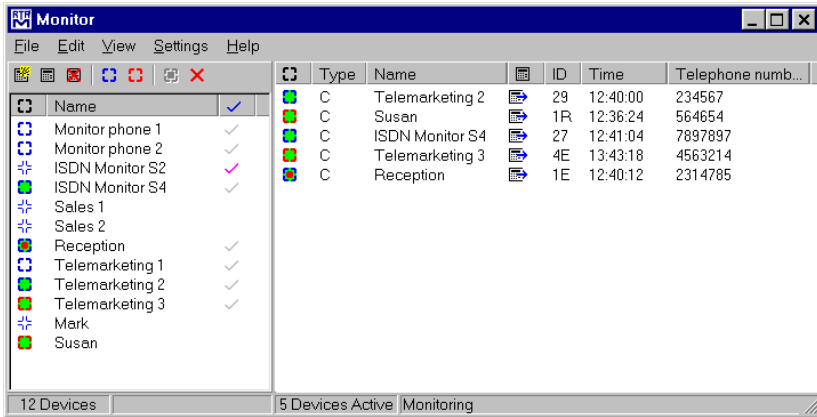 RTR M Monitor
File Edit View Settings Help
Name
Monitor phone 1
Monitor phone 2
ISDN Monitor S2
ISDN Monitor S4
Sales 1
Sales 2
Reception
Telemarketing 1
Telemarketing 2
Telemarketing 3
Mark
Susan
12 Devices
Type Name ID Time Telephone numb...
C Telemarketing 2 29 12:40:00 234567
C Susan 1R 12:36:24 564654
C ISDN Monitor S4 27 12:41:04 7897897
C Telemarketing 3 4E 13:43:18 4563214
C Reception 1E 12:40:12 2314785
5 Devices Active Monitoring